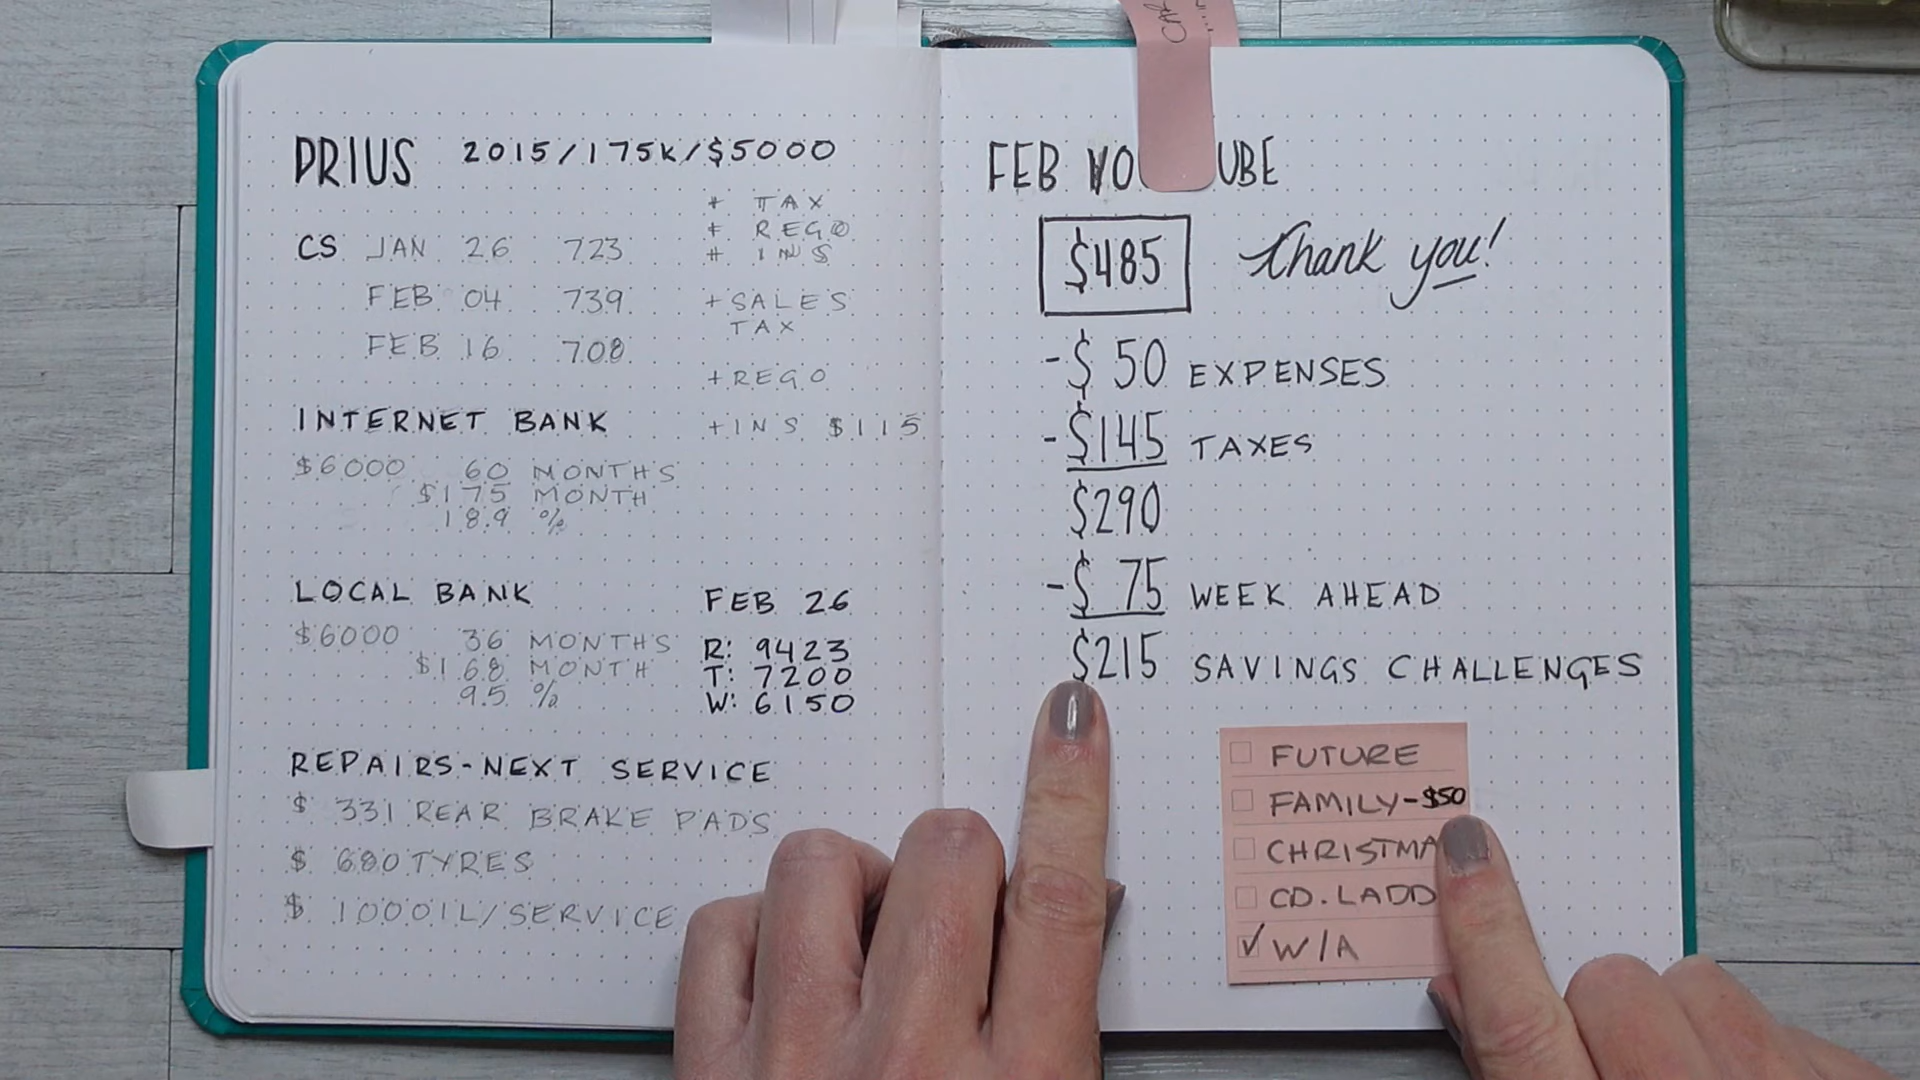 PRIUS 2015/175K/$5000
+ TAX
+ REGO
+ INS
CS JAN 26 723
FEB 04 739
FEB 16 708
+ SALES
TAX
+ REGO
+ INS $115
INTERNET BANK
$6000 60 MONTHS
$175 MONTH
18.9 %
LOCAL BANK
$6000 36 MONTHS
$168 MONTH
9.5 %
FEB 26
R: 9423
T: 7200
W: 6150
REPAIRS-NEXT SERVICE
$ 331 REAR BRAKE PADS
$ 680 TYRES
$ 1000 IL/SERVICE
FEB YO UBE
$485 Thank you!
-$ 50 EXPENSES
-$145 TAXES
$290
-$ 75 WEEK AHEAD
$215 SAVINGS CHALLENGES
FUTURE
FAMILY-$50
CHRISTMA
CD. LADD
✓ W/A